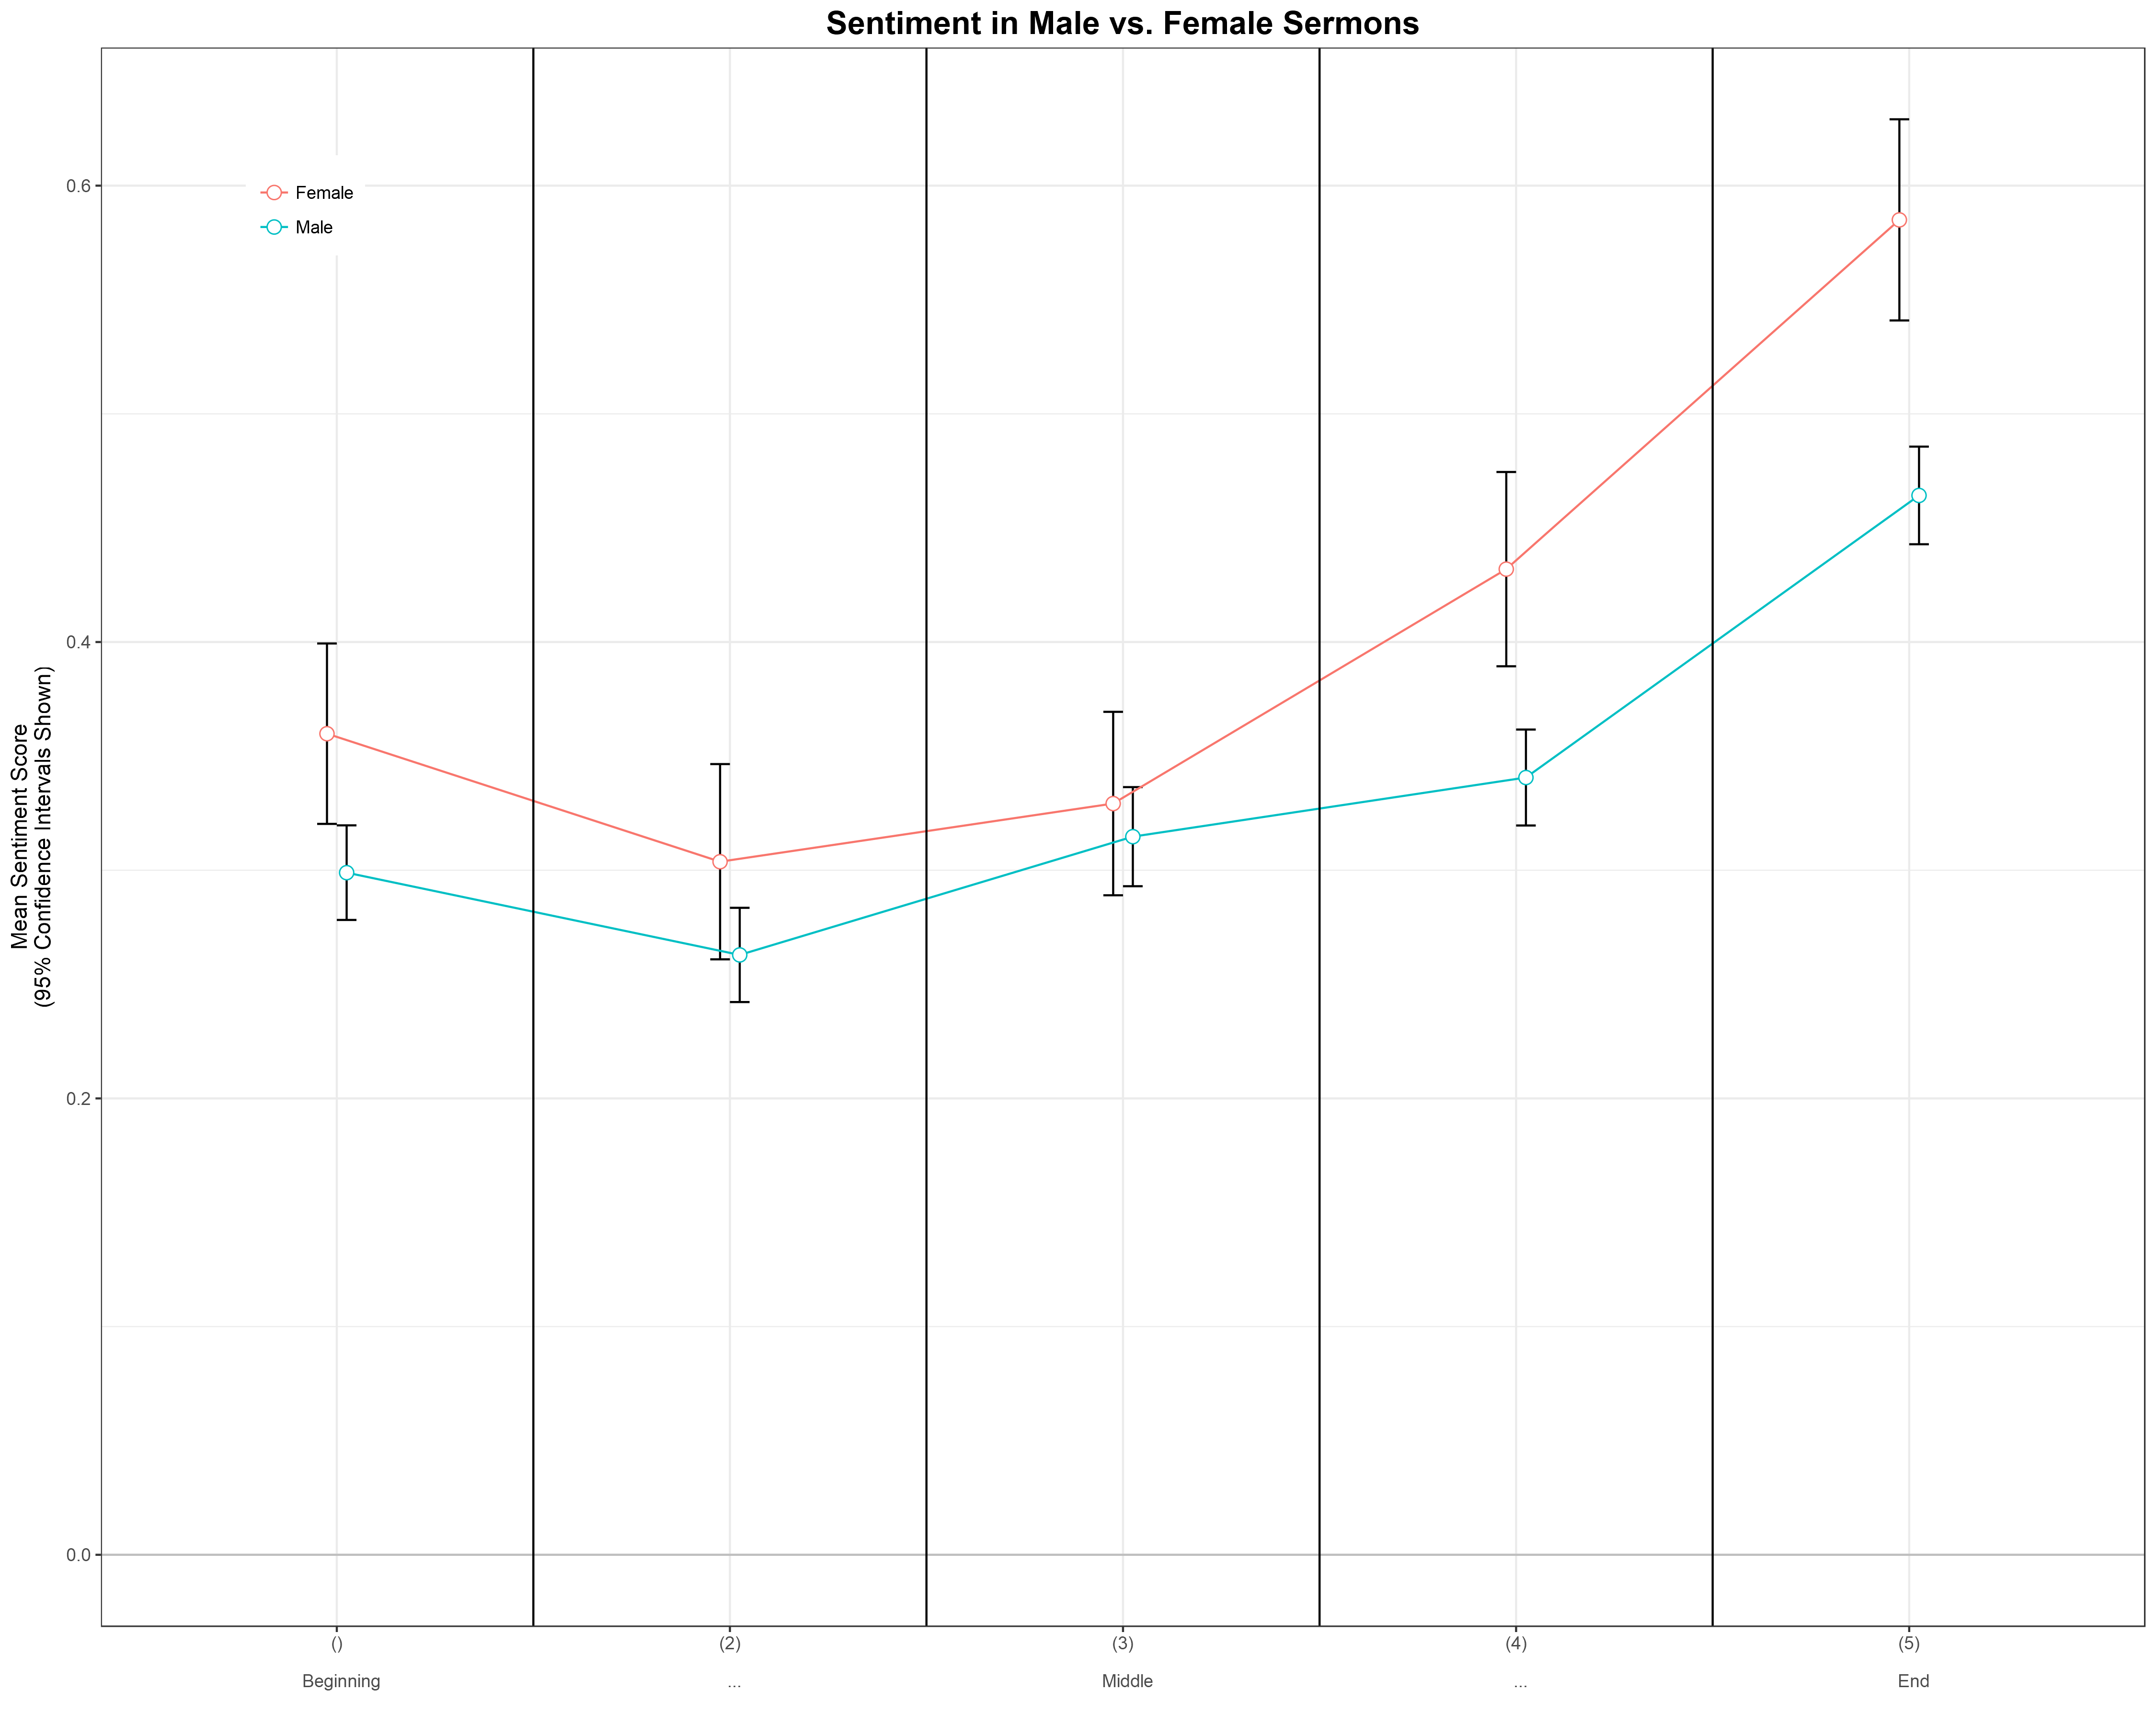 Sentiment in Male vs. Female Sermons
Mean Sentiment Score
(95% Confidence Intervals Shown)
0.6
0.4
0.2
0.0
Female
Male
() (2) (3) (4) (5)
Beginning ... Middle ... End